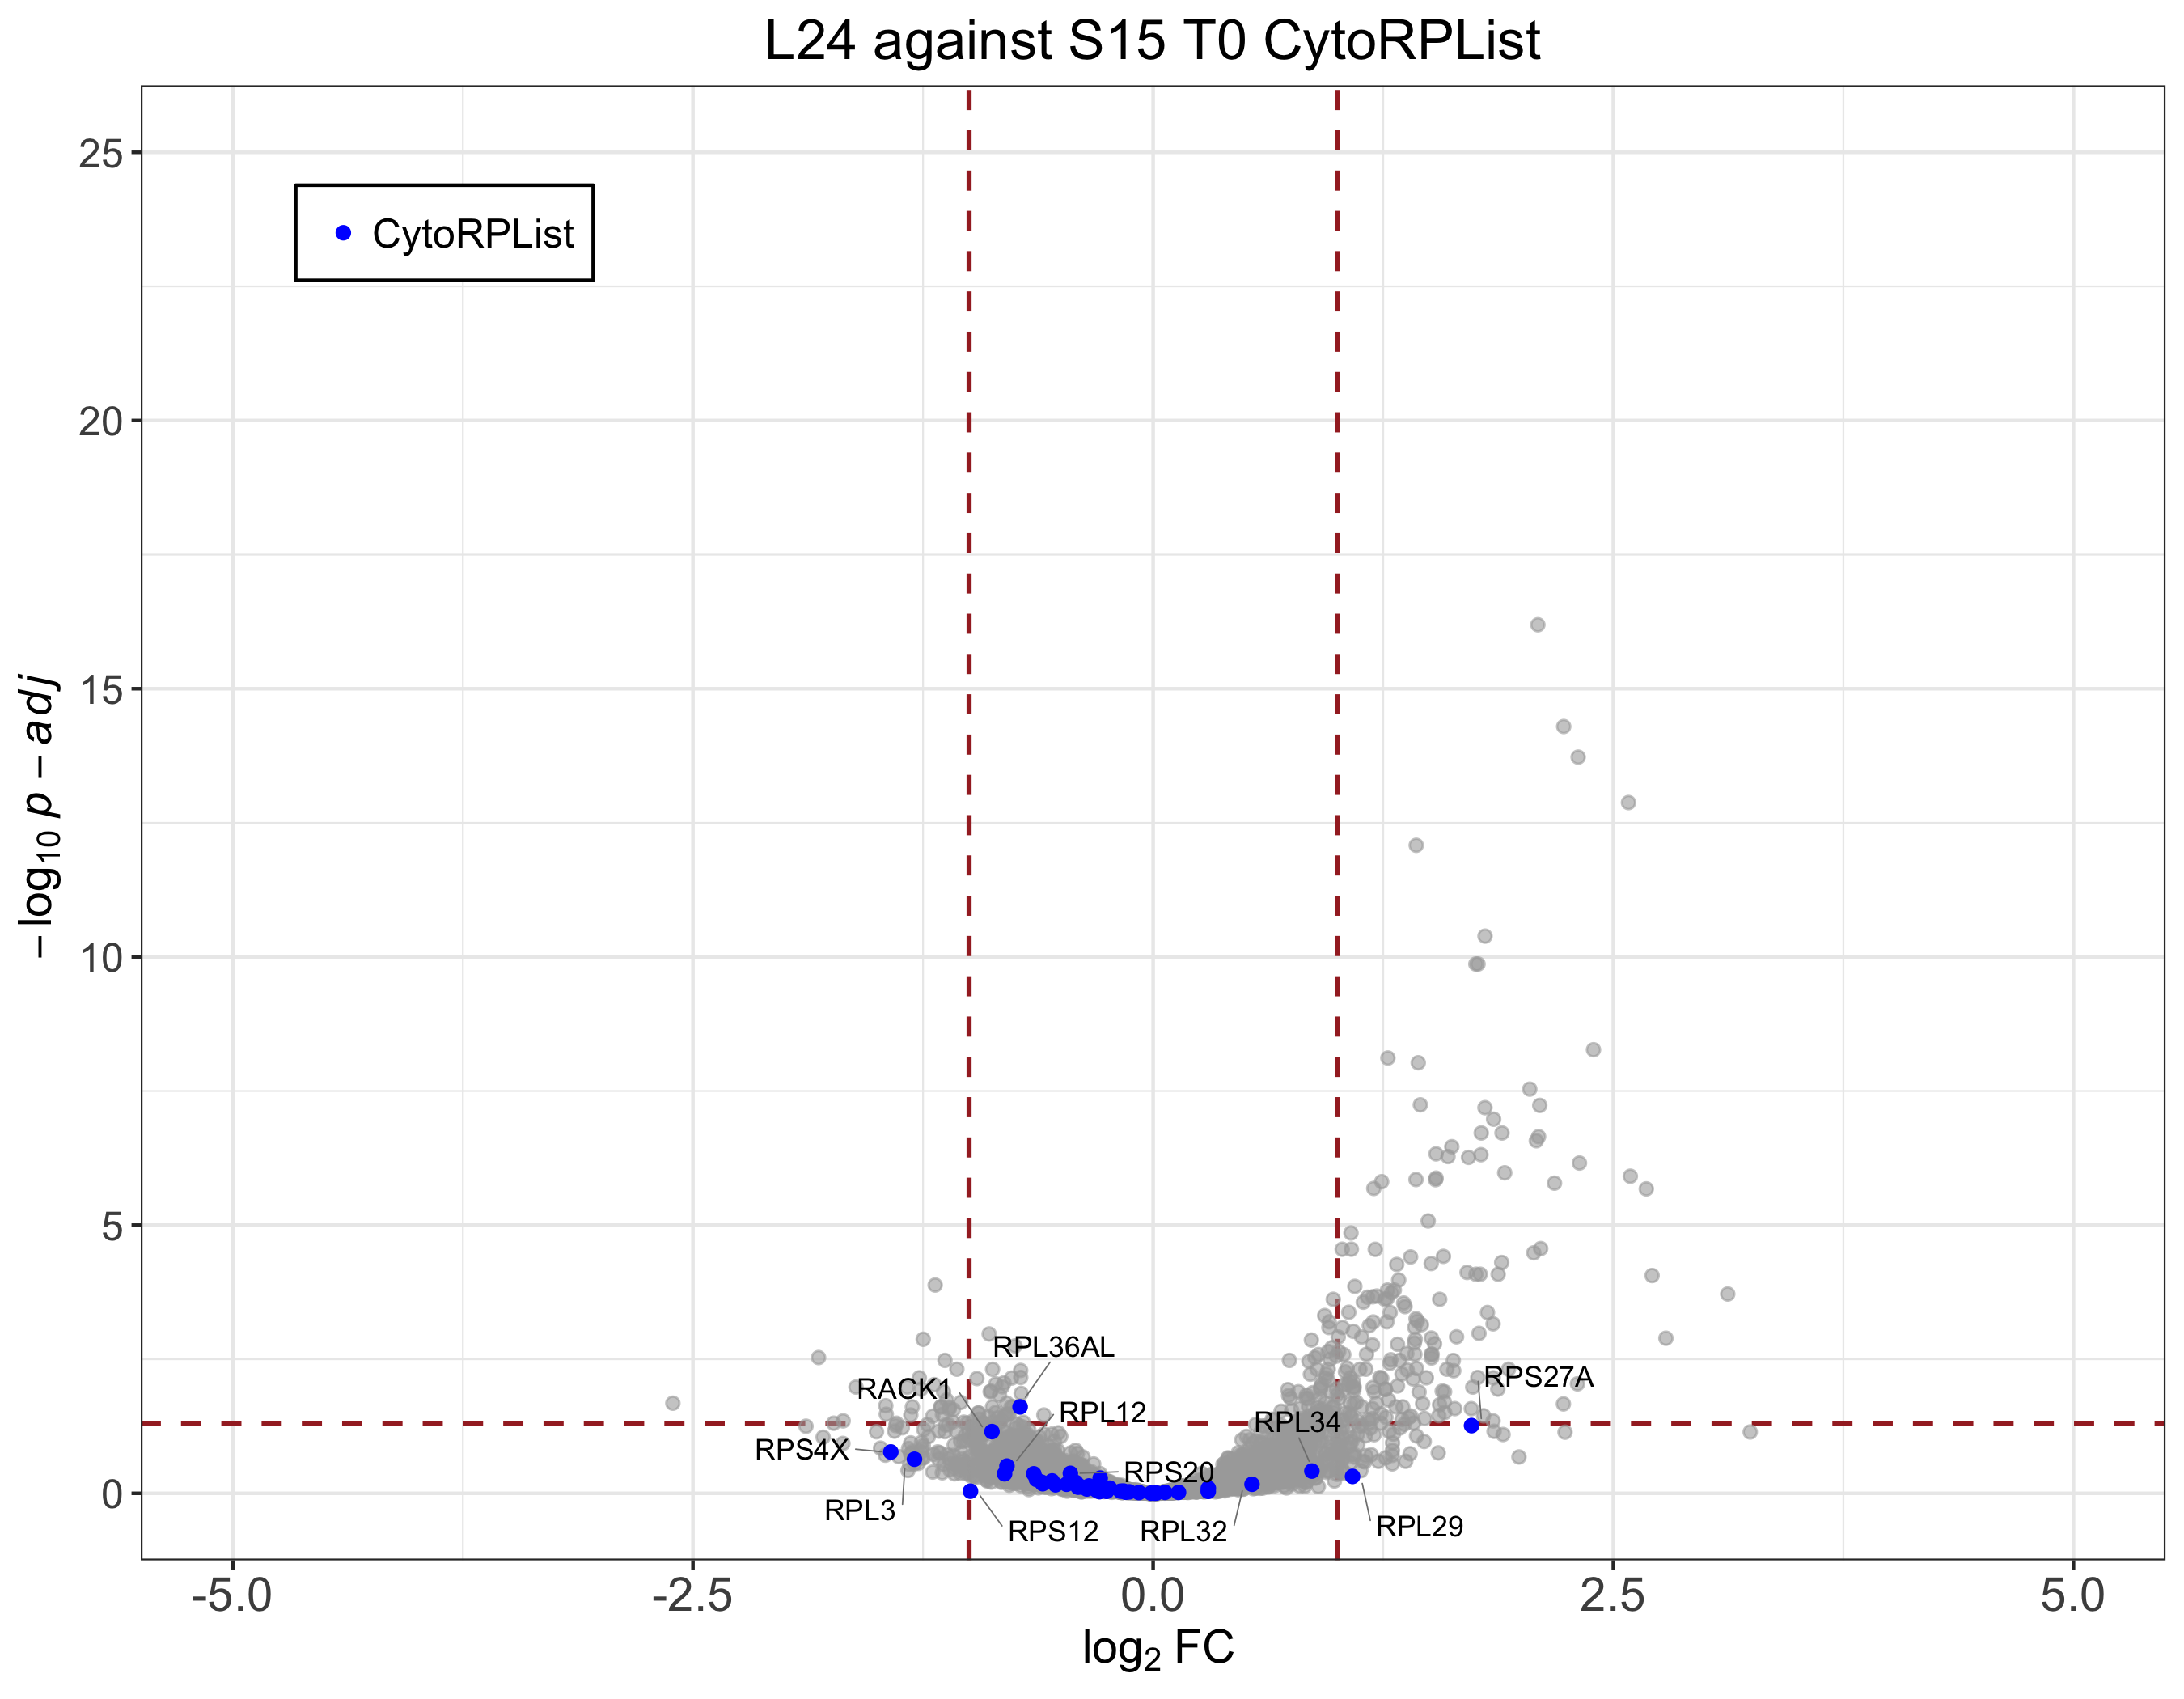 L24 against S15 T0 CytoRPList
25
20
15
10
5
0
−log10 p − adj
CytoRPList
RPL36AL
RACK1
RPL12
RPS27A
RPL34
RPS4X
RPS20
RPL3
RPS12
RPL32
RPL29
-5.0
-2.5
0.0
2.5
5.0
log2 FC